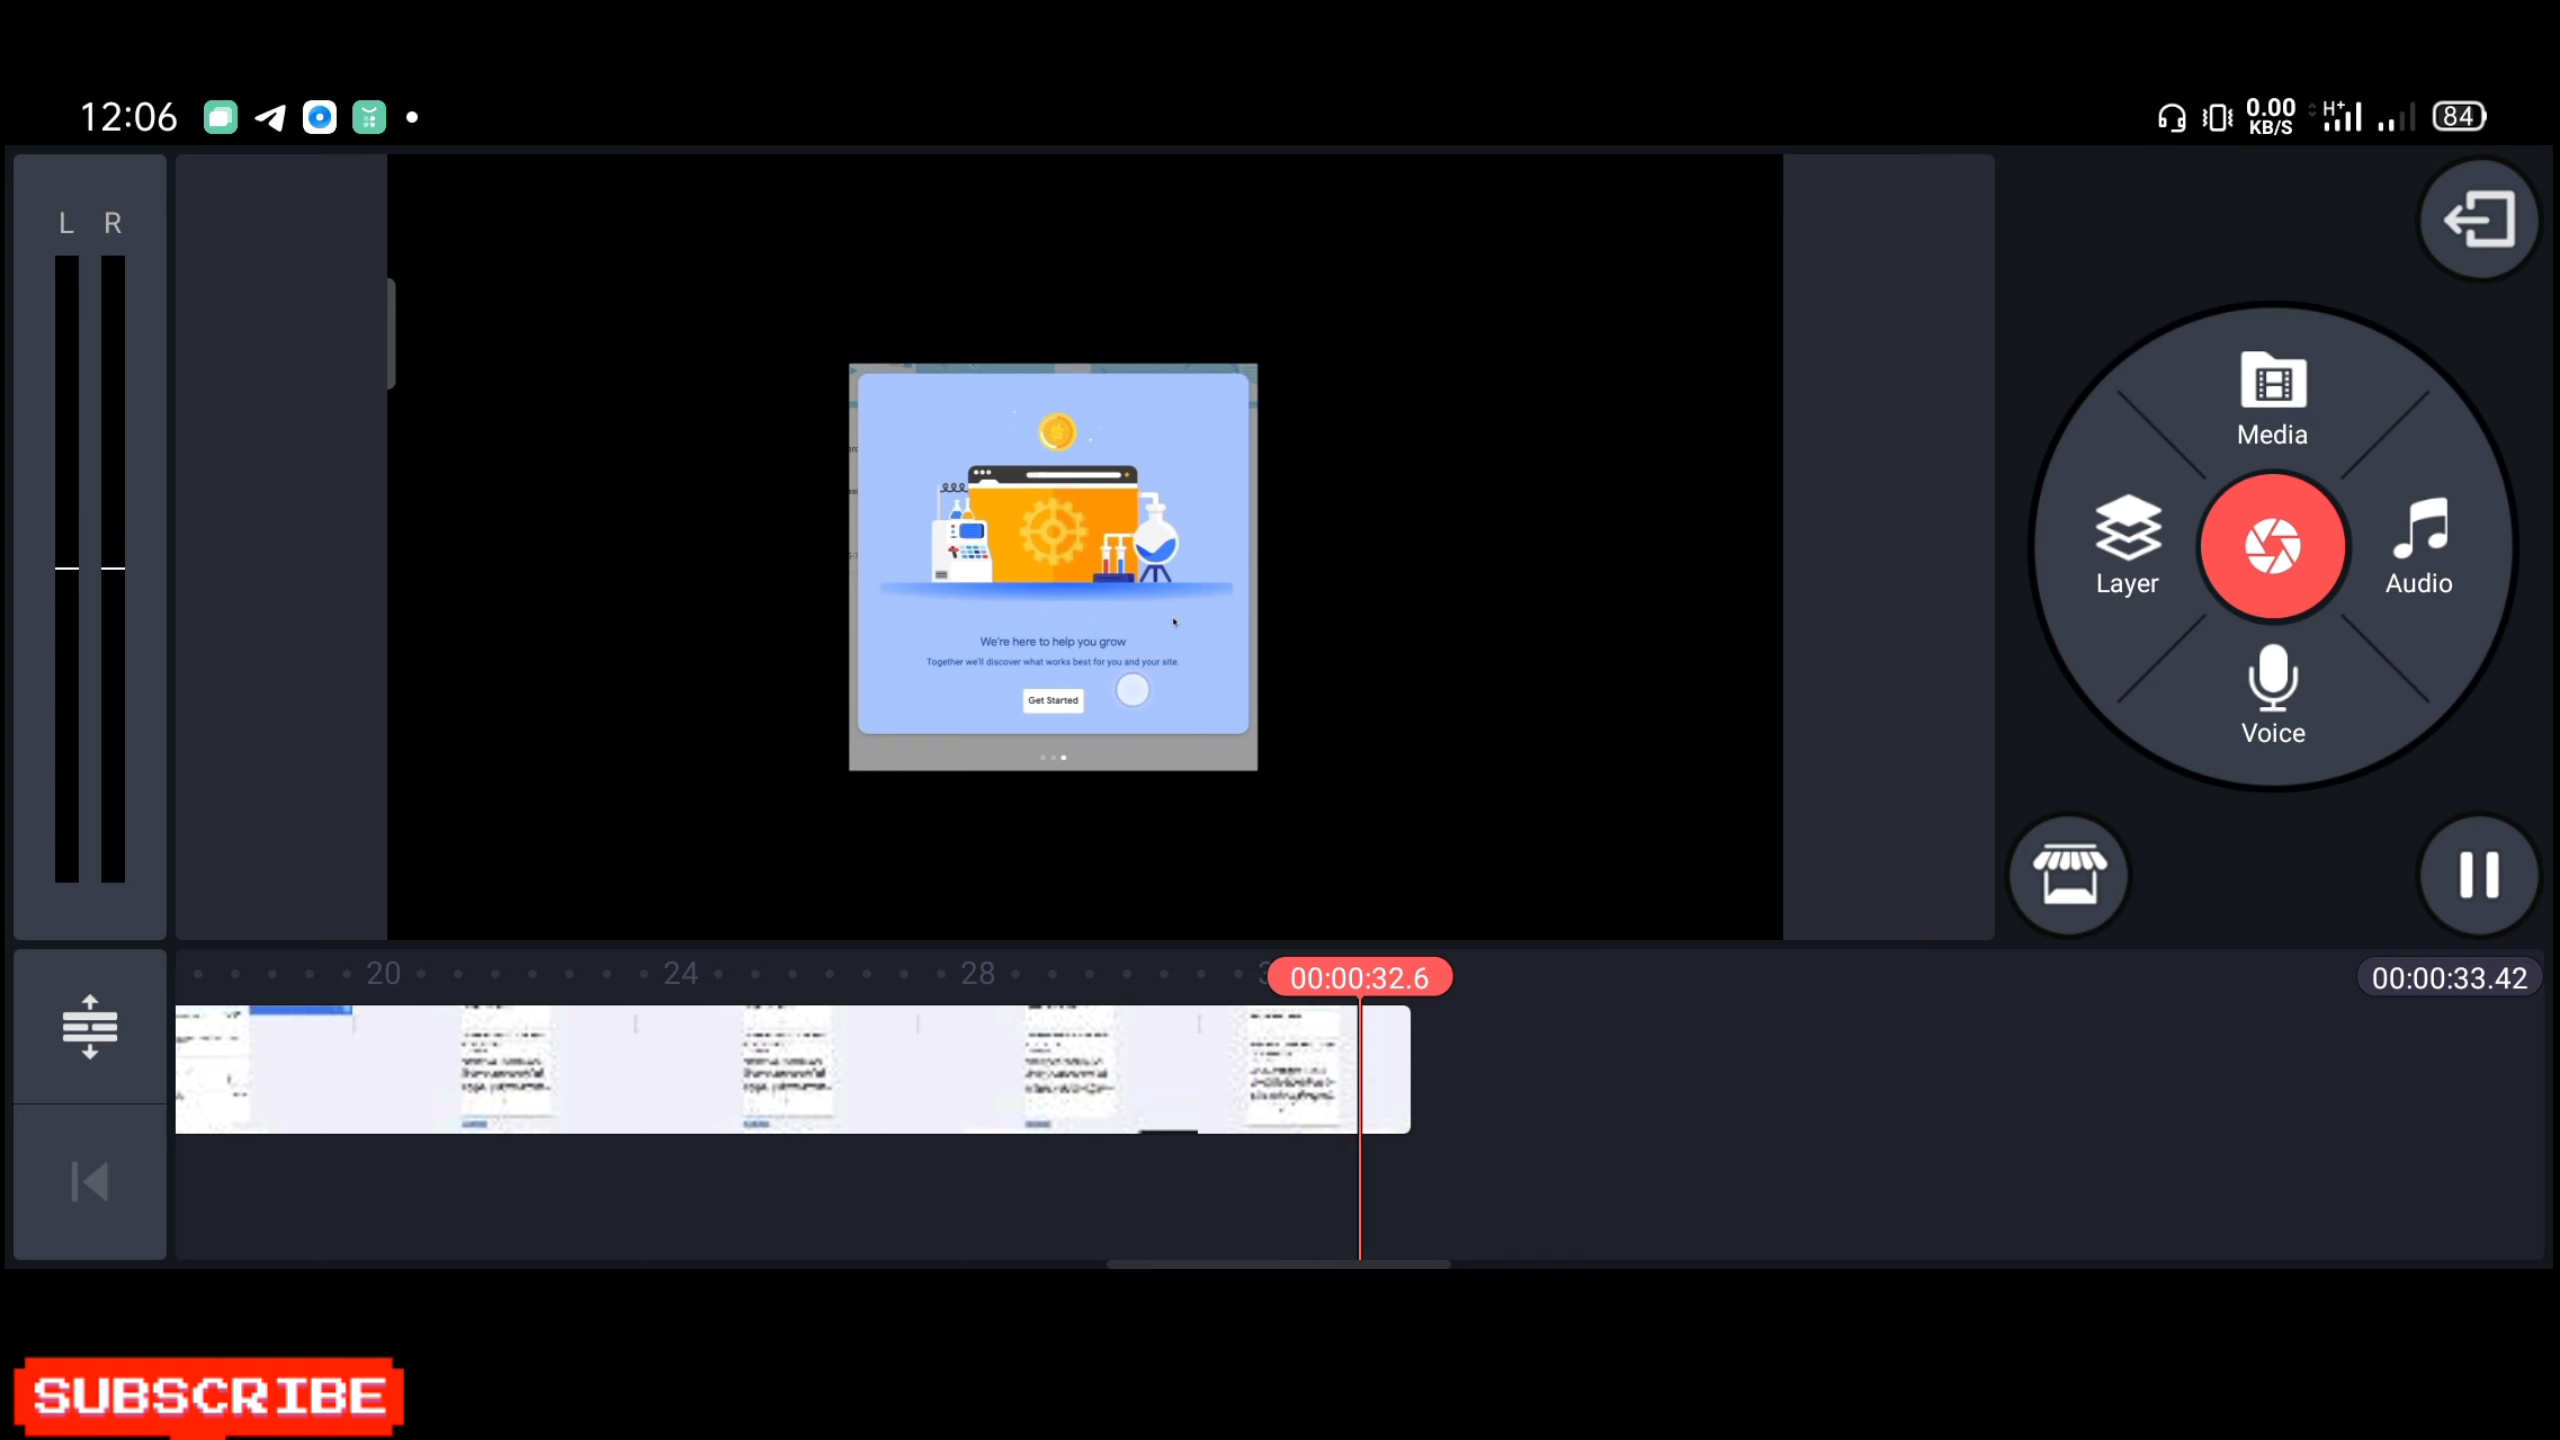 12:06
0.00
KB/S
H+
84
L R
Media
Layer
Audio
Voice
We're here to help you grow
Together we'll discover what works best for you and your site.
Get Started
20 24 28
00:00:32.6
00:00:33.42
SUBSCRIBE